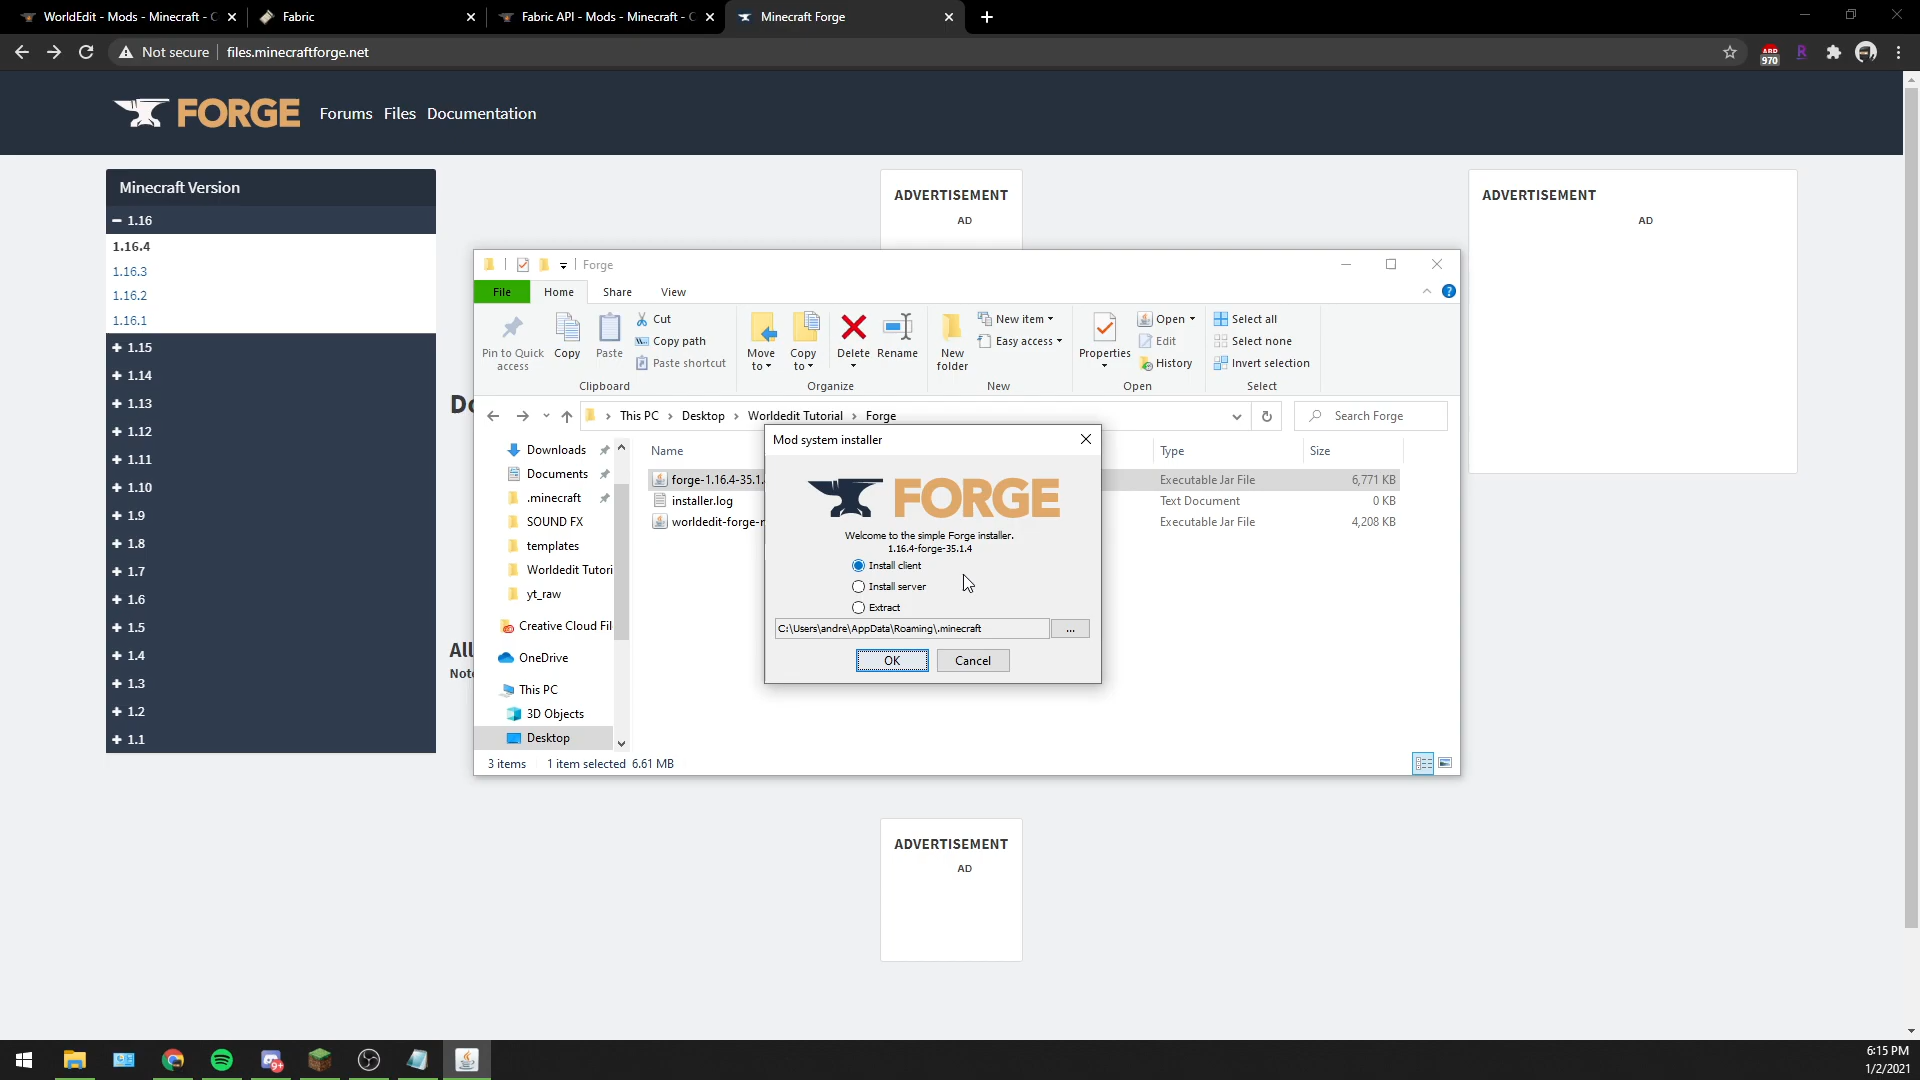 WorldEdit - Mods - Minecraft - C
Fabric
Fabric API - Mods - Minecraft - C
Minecraft Forge
Not secure
files.minecraftforge.net
ABP
970
R
FORGE
Forums
Files
Documentation
Minecraft Version
1.16
1.16.4
1.16.3
1.16.2
1.16.1
1.15
1.14
1.13
1.12
1.11
1.10
1.9
1.8
1.7
1.6
1.5
1.4
1.3
1.2
1.1
ADVERTISEMENT
AD
ADVERTISEMENT
AD
Forge
File
Home
Share
View
Pin to Quick access
Copy
Paste
Cut
Copy path
Paste shortcut
Clipboard
Move to
Copy to
Delete
Rename
Organize
New folder
New item
Easy access
New
Properties
Open
Edit
History
Open
Select all
Select none
Invert selection
Select
This PC
Desktop
Worldedit Tutorial
Forge
Search Forge
Downloads
Documents
.minecraft
SOUND FX
templates
Worldedit Tutori
yt_raw
Creative Cloud Fil
OneDrive
This PC
3D Objects
Desktop
Name
Type
Size
forge-1.16.4-35.1.
Executable Jar File
6,771 KB
installer.log
Text Document
0 KB
worldedit-forge-r
Executable Jar File
4,208 KB
Mod system installer
FORGE
Welcome to the simple Forge installer.
1.16.4-forge-35.1.4
Install client
Install server
Extract
C:\Users\andre\AppData\Roaming\.minecraft
...
OK
Cancel
3 items
1 item selected 6.61 MB
All
Note
ADVERTISEMENT
AD
9+
6:15 PM
1/2/2021